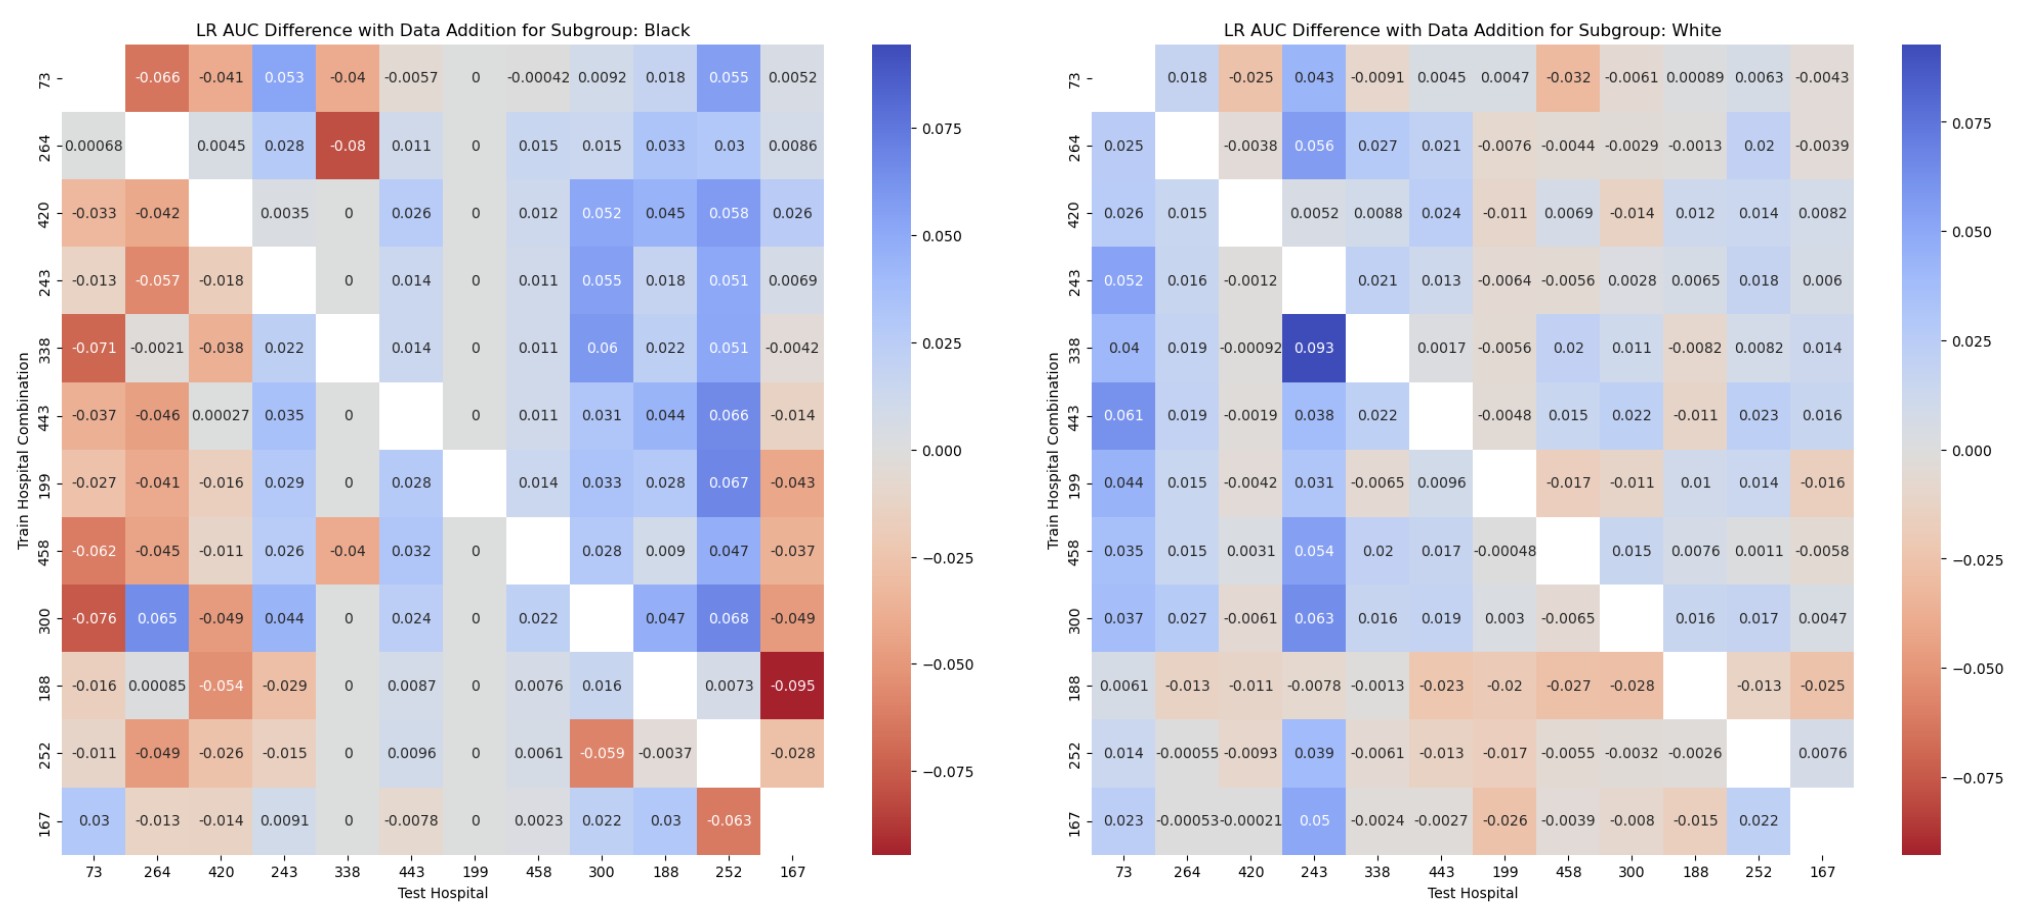 LR AUC Difference with Data Addition for Subgroup: Black
Train Hospital Combination
73 -0.066 -0.041 0.053 -0.04 -0.0057 0 -0.00042 0.0092 0.018 0.055 0.0052
264 0.00068 0.0045 0.028 -0.08 0.011 0 0.015 0.015 0.033 0.03 0.0086
420 -0.033 -0.042 0.0035 0 0.026 0 0.012 0.052 0.045 0.058 0.026
243 -0.013 -0.057 -0.018 0 0.014 0 0.011 0.055 0.018 0.051 0.0069
338 -0.071 -0.0021 -0.038 0.022 0.014 0 0.011 0.06 0.022 0.051 -0.0042
443 -0.037 -0.046 0.00027 0.035 0 0 0.011 0.031 0.044 0.066 -0.014
199 -0.027 -0.041 -0.016 0.029 0 0.028 0.014 0.033 0.028 0.067 -0.043
458 -0.062 -0.045 -0.011 0.026 -0.04 0.032 0 0.028 0.009 0.047 -0.037
300 -0.076 0.065 -0.049 0.044 0 0.024 0 0.022 0.047 0.068 -0.049
188 -0.016 0.00085 -0.054 -0.029 0 0.0087 0 0.0076 0.016 0.0073 -0.095
252 -0.011 -0.049 -0.026 -0.015 0 0.0096 0 0.0061 -0.059 -0.0037 -0.028
167 0.03 -0.013 -0.014 0.0091 0 -0.0078 0 0.0023 0.022 0.03 -0.063
73 264 420 243 338 443 199 458 300 188 252 167
Test Hospital
0.075
0.050
0.025
0.000
−0.025
−0.050
−0.075
LR AUC Difference with Data Addition for Subgroup: White
Train Hospital Combination
73 0.018 -0.025 0.043 -0.0091 0.0045 0.0047 -0.032 -0.0061 0.00089 0.0063 -0.0043
264 0.025 -0.0038 0.056 0.027 0.021 -0.0076 -0.0044 -0.0029 -0.0013 0.02 -0.0039
420 0.026 0.015 0.0052 0.0088 0.024 -0.011 0.0069 -0.014 0.012 0.014 0.0082
243 0.052 0.016 -0.0012 0.021 0.013 -0.0064 -0.0056 0.0028 0.0065 0.018 0.006
338 0.04 0.019 -0.00092 0.093 0.0017 -0.0056 0.02 0.011 -0.0082 0.0082 0.014
443 0.061 0.019 -0.0019 0.038 0.022 -0.0048 0.015 0.022 -0.011 0.023 0.016
199 0.044 0.015 -0.0042 0.031 -0.0065 0.0096 -0.017 -0.011 0.01 0.014 -0.016
458 0.035 0.015 0.0031 0.054 0.02 0.017 -0.00048 0.015 0.0076 0.0011 -0.0058
300 0.037 0.027 -0.0061 0.063 0.016 0.019 0.003 -0.0065 0.016 0.017 0.0047
188 0.0061 -0.013 -0.011 -0.0078 -0.0013 -0.023 -0.02 -0.027 -0.028 -0.013 -0.025
252 0.014 -0.00055 -0.0093 0.039 -0.0061 -0.013 -0.017 -0.0055 -0.0032 -0.0026 0.0076
167 0.023 -0.00053 -0.00021 0.05 -0.0024 -0.0027 -0.026 -0.0039 -0.008 -0.015 0.022
73 264 420 243 338 443 199 458 300 188 252 167
Test Hospital
0.075
0.050
0.025
0.000
−0.025
−0.050
−0.075